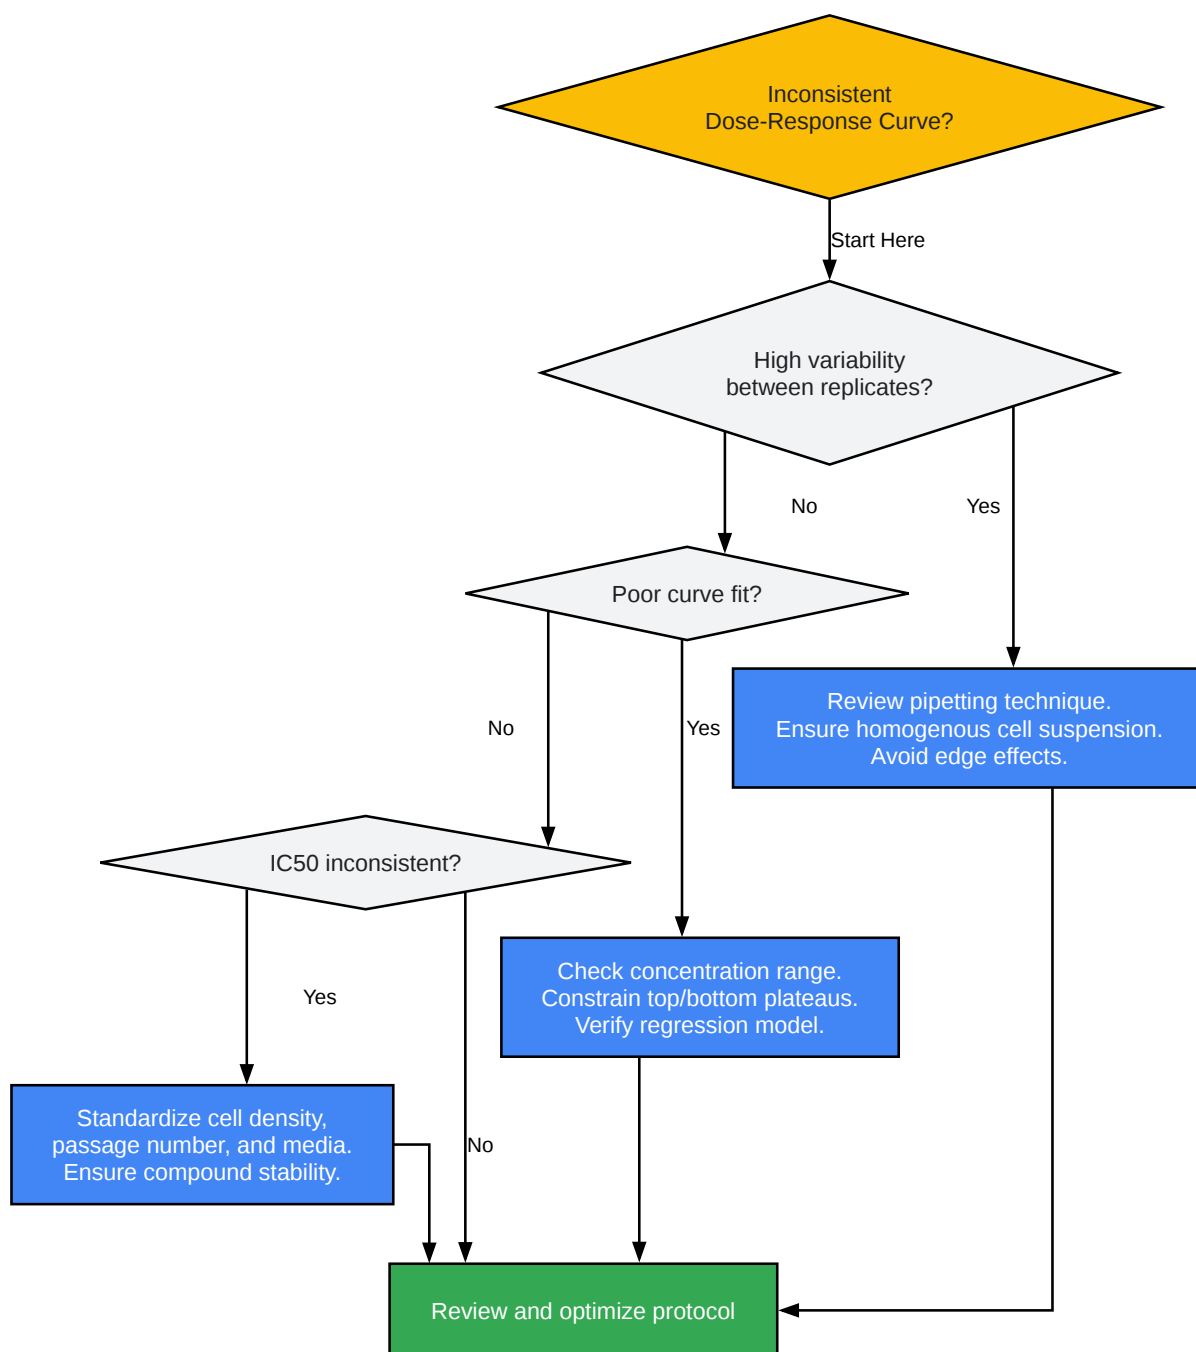 Inconsistent
Dose-Response Curve?
Start Here
High variability
between replicates?
No
Yes
Poor curve fit?
No
Yes
Review pipetting technique.
Ensure homogenous cell suspension.
Avoid edge effects.
IC50 inconsistent?
Yes
No
Check concentration range.
Constrain top/bottom plateaus.
Verify regression model.
Standardize cell density,
passage number, and media.
Ensure compound stability.
Review and optimize protocol